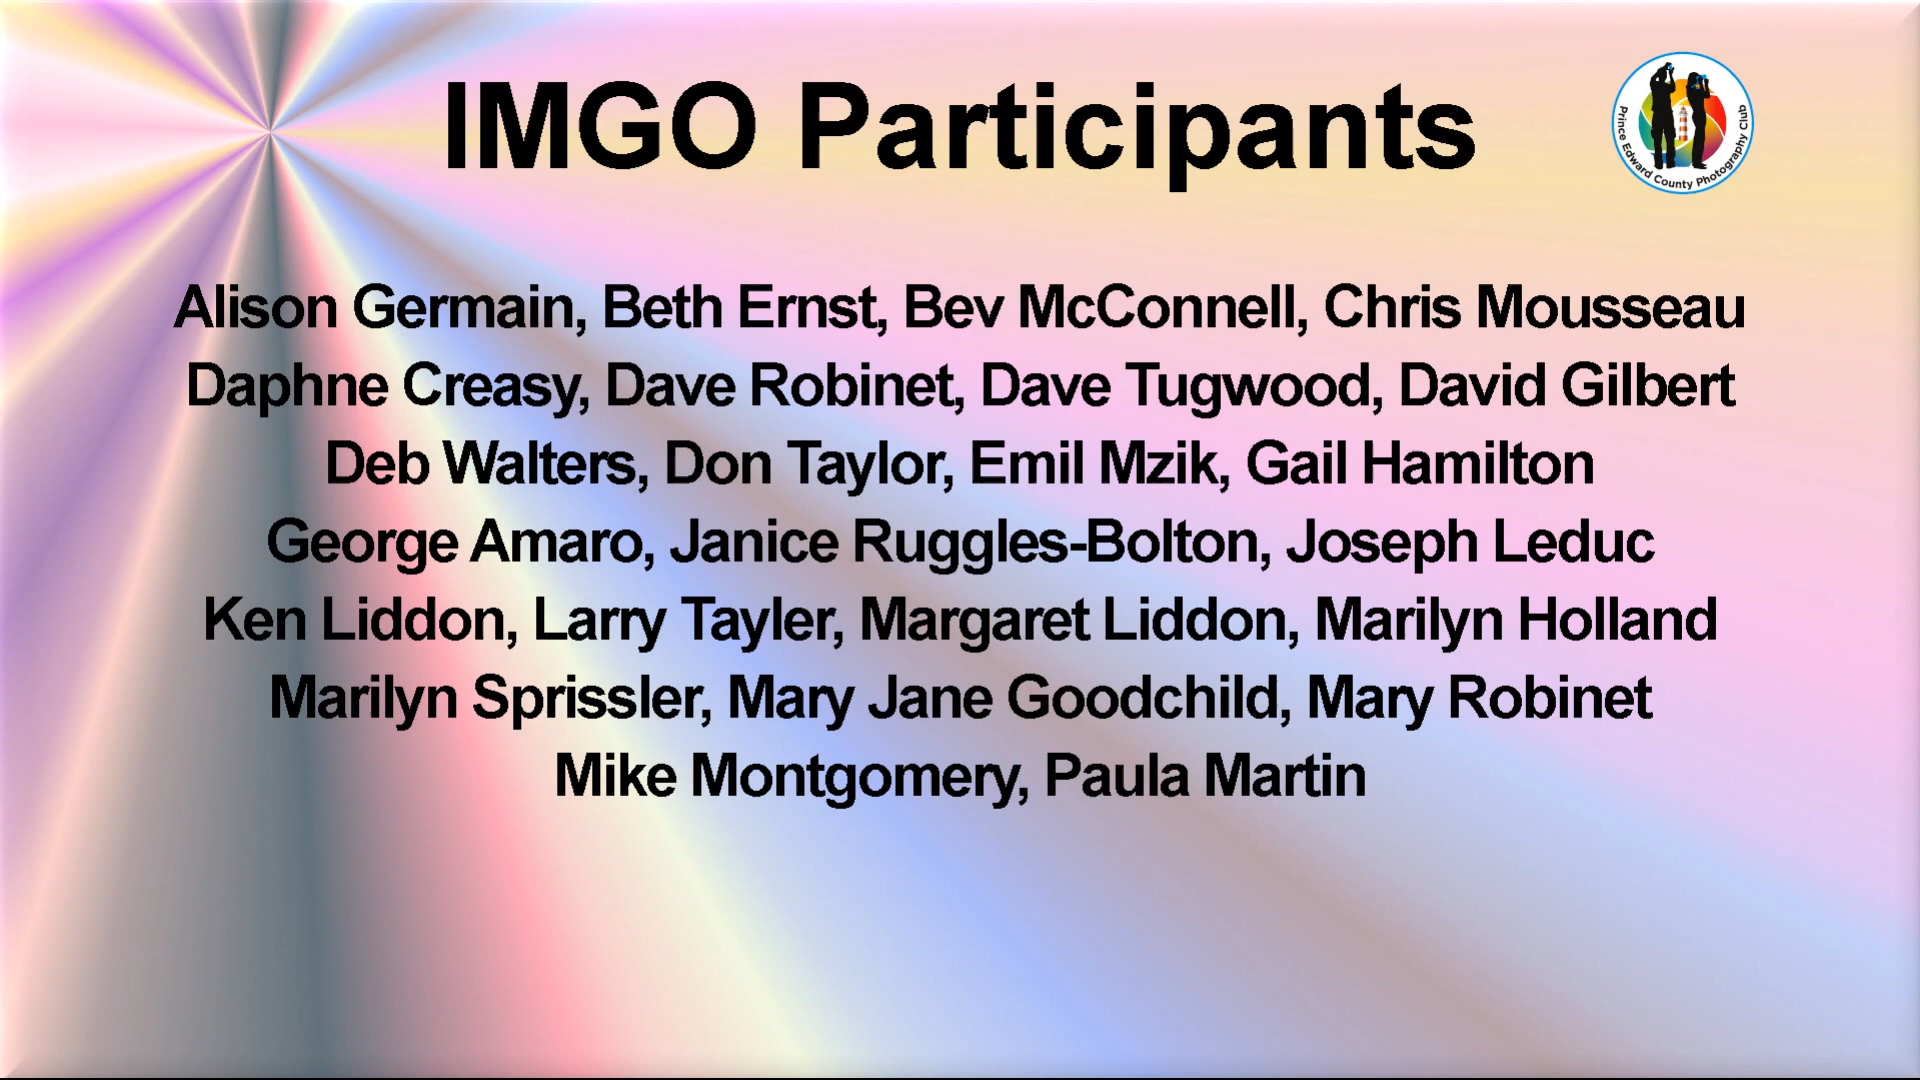 IMGO Participants
Prince Edward County Photography Club
Alison Germain, Beth Ernst, Bev McConnell, Chris Mousseau
Daphne Creasy, Dave Robinet, Dave Tugwood, David Gilbert
Deb Walters, Don Taylor, Emil Mzik, Gail Hamilton
George Amaro, Janice Ruggles-Bolton, Joseph Leduc
Ken Liddon, Larry Tayler, Margaret Liddon, Marilyn Holland
Marilyn Sprissler, Mary Jane Goodchild, Mary Robinet
Mike Montgomery, Paula Martin